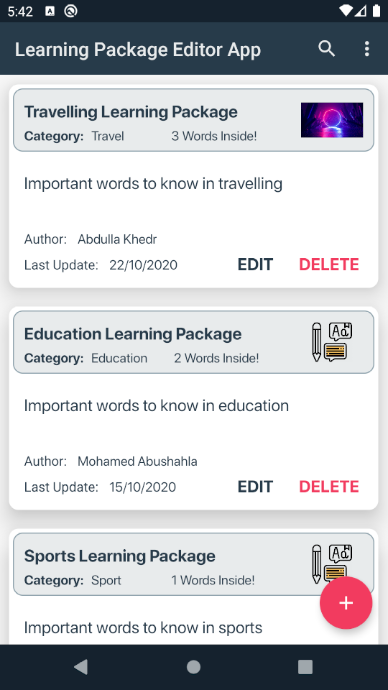 5:42
Learning Package Editor App
Travelling Learning Package
Category: Travel 3 Words Inside!
Important words to know in travelling
Author: Abdulla Khedr
Last Update: 22/10/2020 EDIT DELETE
Education Learning Package
Category: Education 2 Words Inside!
Ad
Important words to know in education
Author: Mohamed Abushahla
Last Update: 15/10/2020 EDIT DELETE
Sports Learning Package
Category: Sport 1 Words Inside!
Ad
+
Important words to know in sports